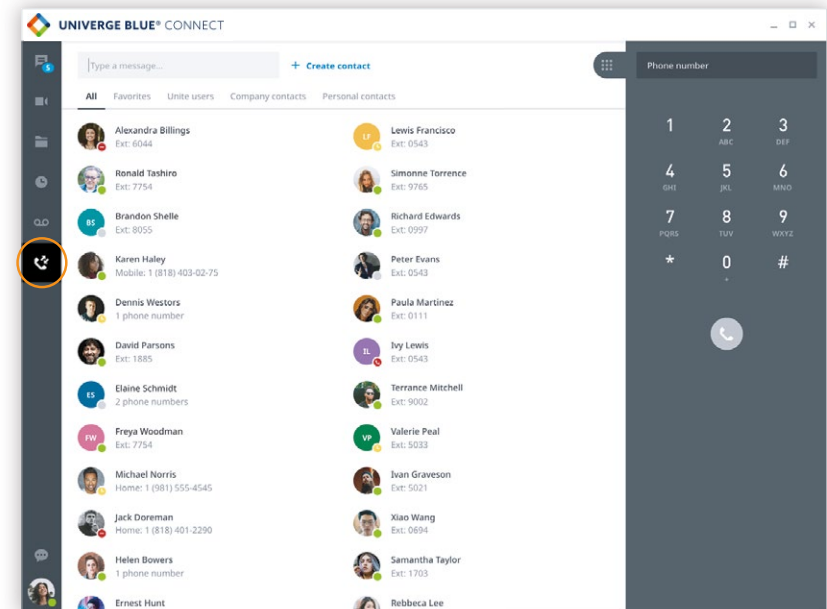 UNIVERGE BLUE® CONNECT
5
Type a message...
+ Create contact
Phone number
All Favorites Unite users Company contacts Personal contacts
Alexandra Billings
Ext: 6044
LF
Lewis Francisco
Ext: 0543
Ronald Tashiro
Ext: 7754
Simonne Torrence
Ext: 9765
BS
Brandon Shelle
Ext: 8055
Richard Edwards
Ext: 0997
Karen Haley
Mobile: 1 (818) 403-02-75
Peter Evans
Ext: 0543
Dennis Westors
1 phone number
Paula Martinez
Ext: 0111
David Parsons
Ext: 1885
IL
Ivy Lewis
Ext: 0543
ES
Elaine Schmidt
2 phone numbers
Terrance Mitchell
Ext: 9002
FW
Freya Woodman
Ext: 7754
VP
Valerie Peal
Ext: 5033
Michael Norris
Home: 1 (981) 555-4545
Ivan Graveson
Ext: 5021
Jack Doreman
Home: 1 (818) 401-2290
Xiao Wang
Ext: 0694
Helen Bowers
1 phone number
Samantha Taylor
Ext: 1703
Ernest Hunt
Rebbeca Lee
1 2 3
ABC DEF
4 5 6
GHI JKL MNO
7 8 9
PQRS TUV WXYZ
* 0 #
+